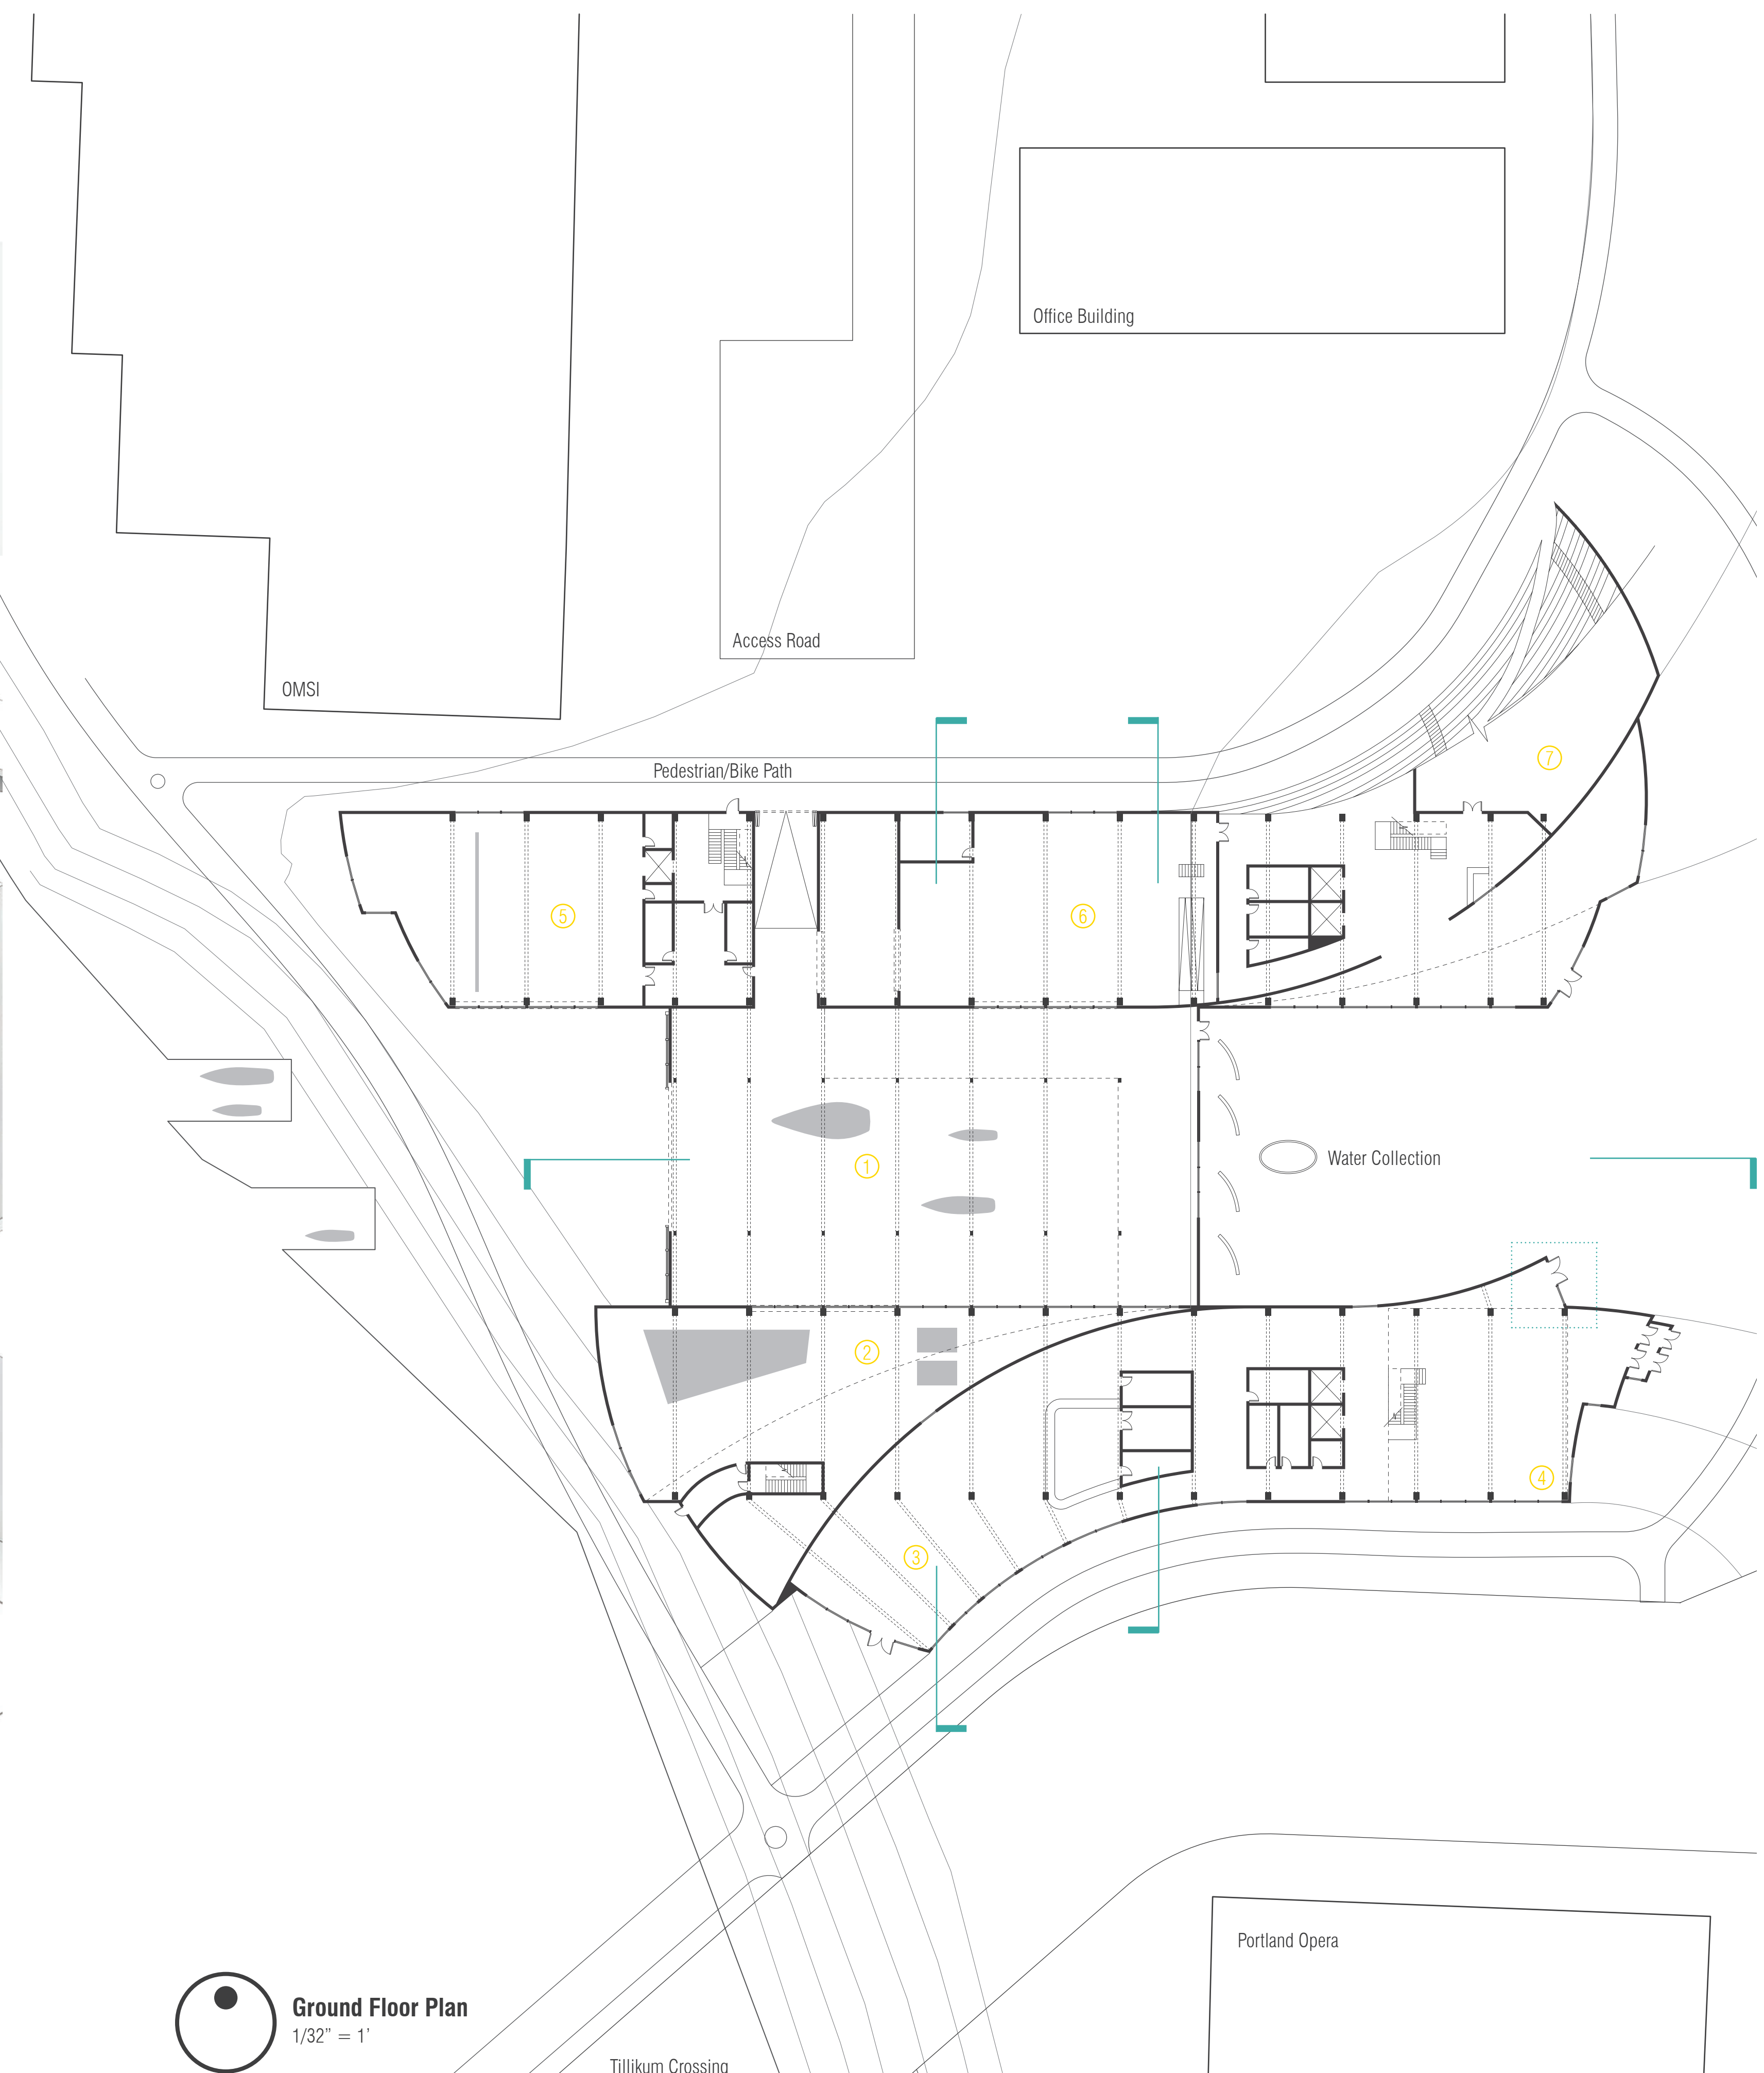 Office Building
Access Road
OMSI
Pedestrian/Bike Path
7
5
6
1
Water Collection
2
4
3
Portland Opera
Ground Floor Plan
1/32” = 1’
Tillikum Crossing